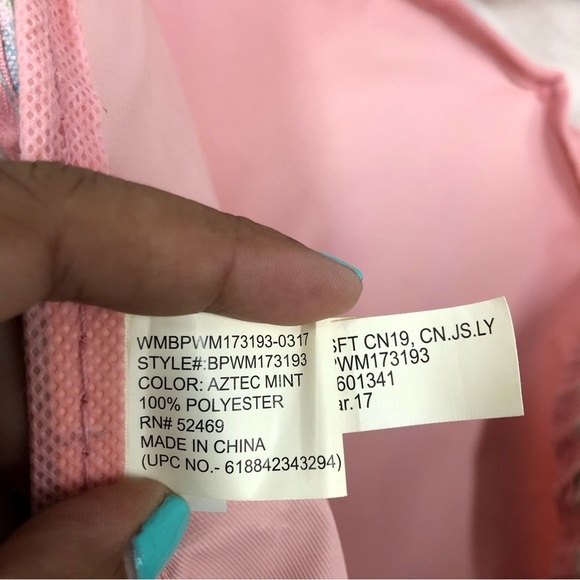 WMBPWM173193-0317
STYLE#:BPWM173193
COLOR: AZTEC MINT
100% POLYESTER
RN# 52469
MADE IN CHINA
(UPC NO.- 618842343294)
SFT CN19, CN.JS.LY
PWM173193
601341
ar.17